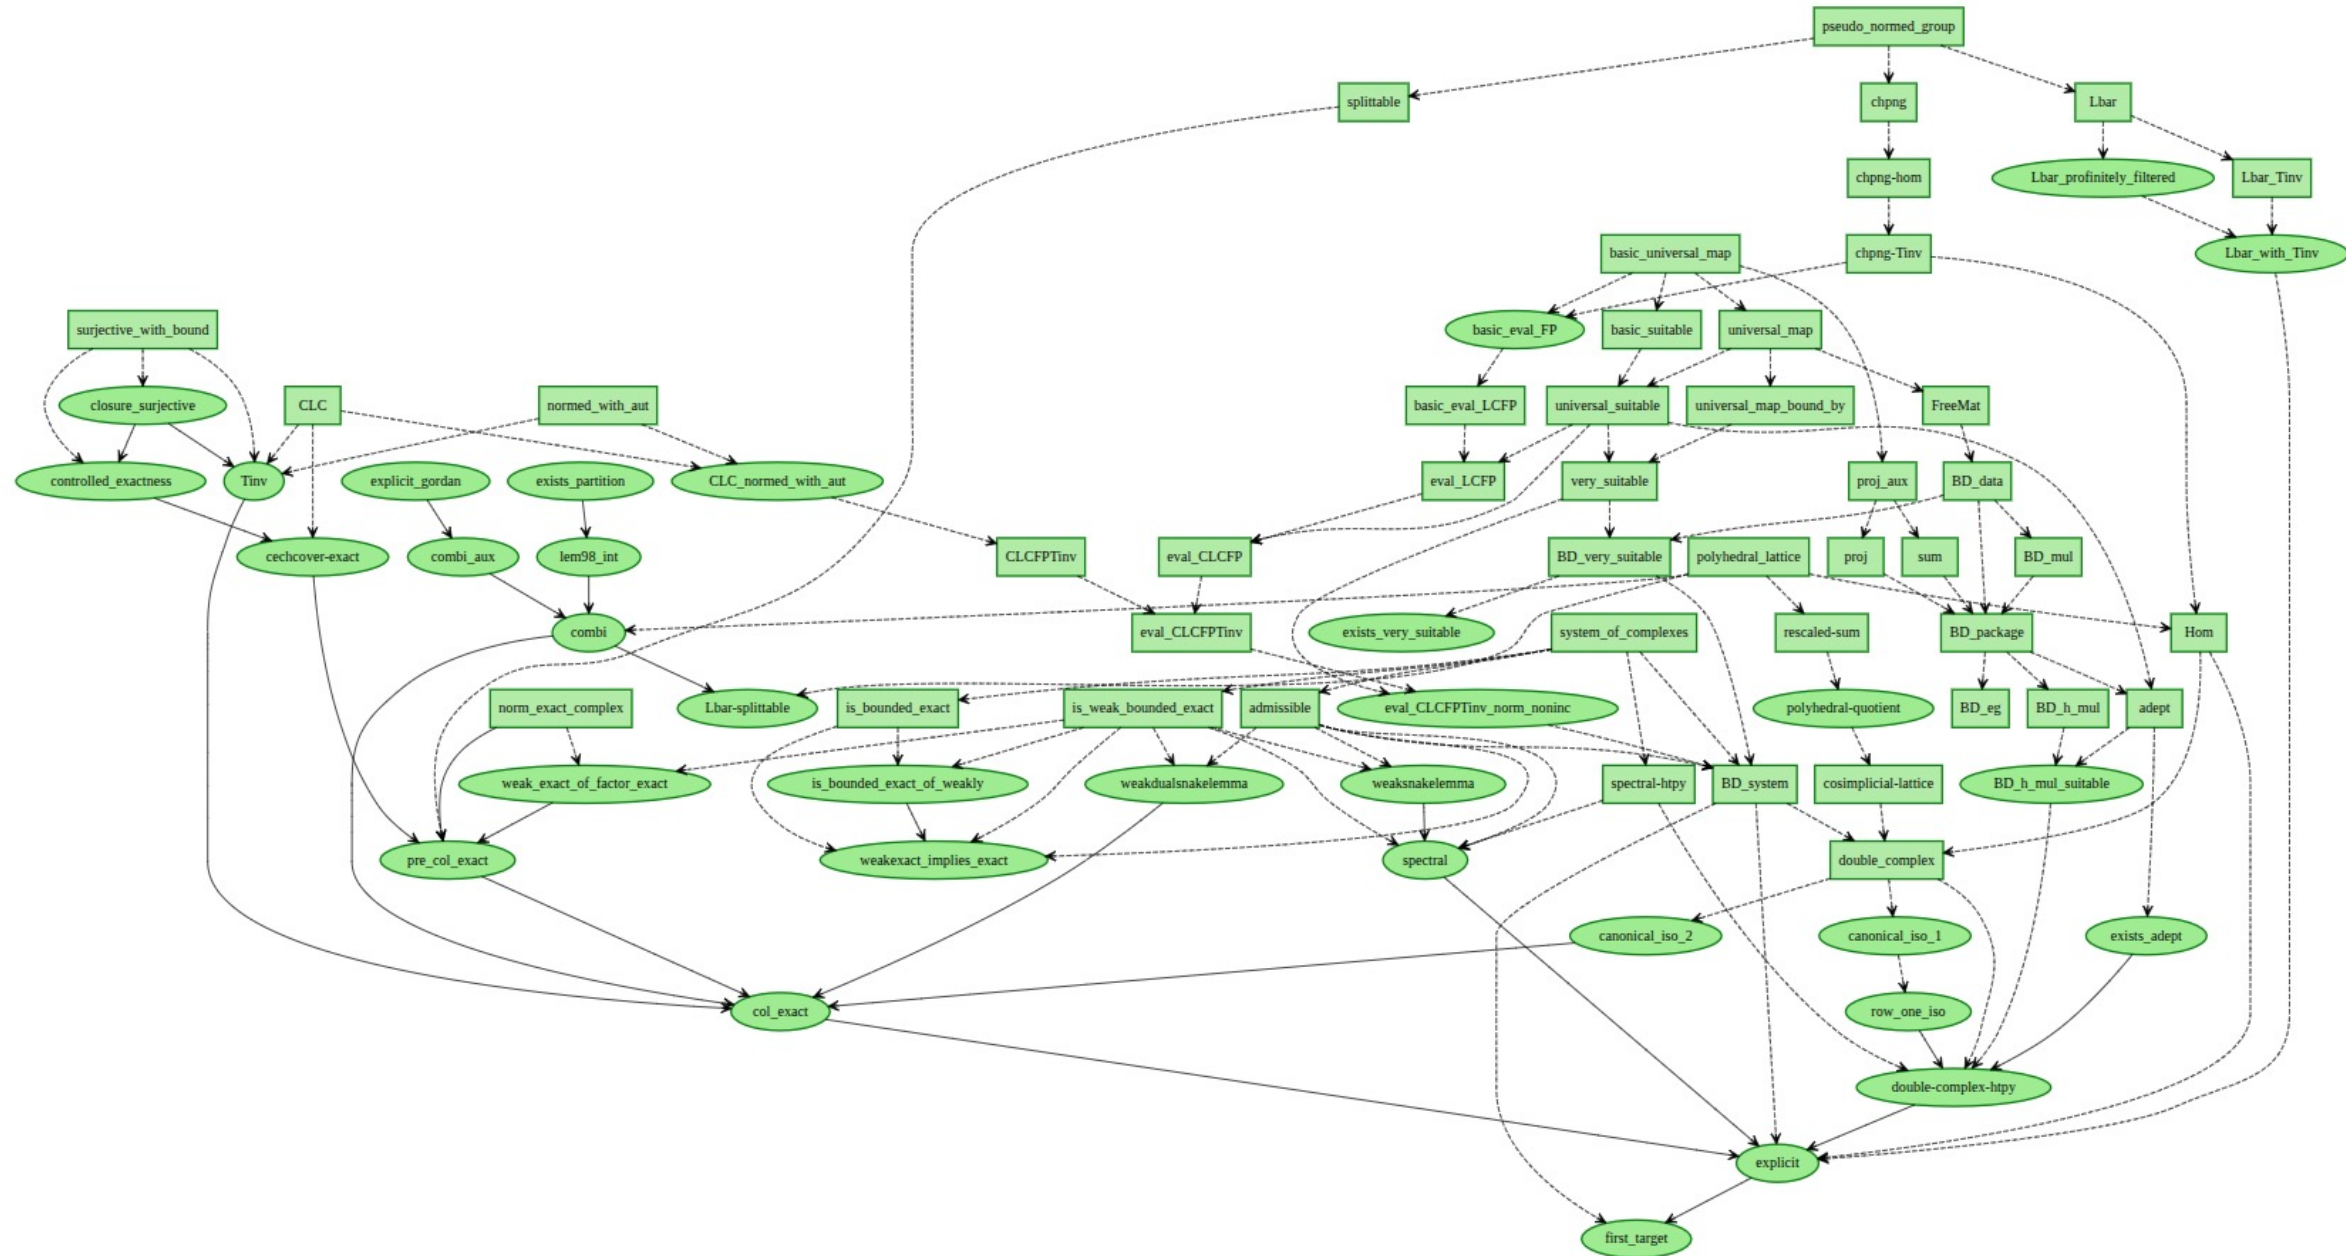 pseudo_normed_group
splittable
chpng
Lbar
chpng-hom
Lbar_profinitely_filtered
Lbar_Tinv
basic_universal_map
chpng-Tinv
Lbar_with_Tinv
surjective_with_bound
basic_eval_FP
basic_suitable
universal_map
closure_surjective
CLC
normed_with_aut
basic_eval_LCFP
universal_suitable
universal_map_bound_by
FreeMat
controlled_exactness
Tinv
explicit_gordan
exists_partition
CLC_normed_with_aut
eval_LCFP
very_suitable
proj_aux
BD_data
cechcover-exact
combi_aux
lem98_int
CLCFPTinv
eval_CLCFP
BD_very_suitable
polyhedral_lattice
proj
sum
BD_mul
combi
eval_CLCFPTinv
exists_very_suitable
system_of_complexes
rescaled-sum
BD_package
Hom
norm_exact_complex
Lbar-splittable
is_bounded_exact
is_weak_bounded_exact
admissible
eval_CLCFPTinv_norm_noninc
polyhedral-quotient
BD_eg
BD_h_mul
adept
weak_exact_of_factor_exact
is_bounded_exact_of_weakly
weakdualsnakelemma
weaksnakelemma
spectral-htpy
BD_system
cosimplicial-lattice
BD_h_mul_suitable
pre_col_exact
weakexact_implies_exact
spectral
double_complex
canonical_iso_2
canonical_iso_1
exists_adept
col_exact
row_one_iso
double-complex-htpy
explicit
first_target